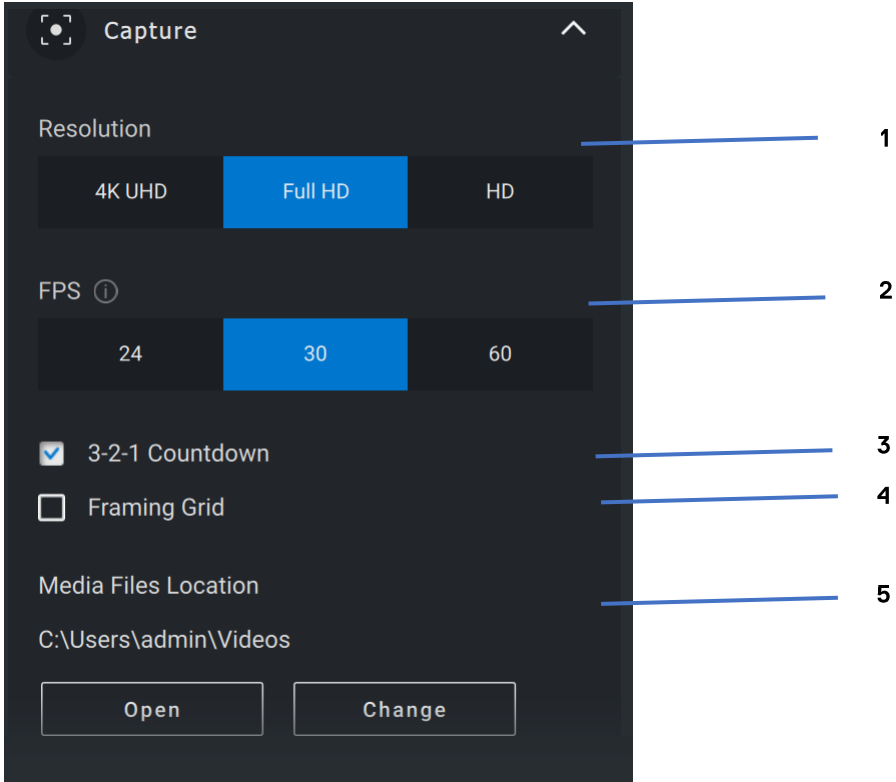 Capture
Resolution
1
4K UHD Full HD HD
FPS
2
24 30 60
3-2-1 Countdown
3
Framing Grid
4
Media Files Location
5
C:\Users\admin\Videos
Open Change